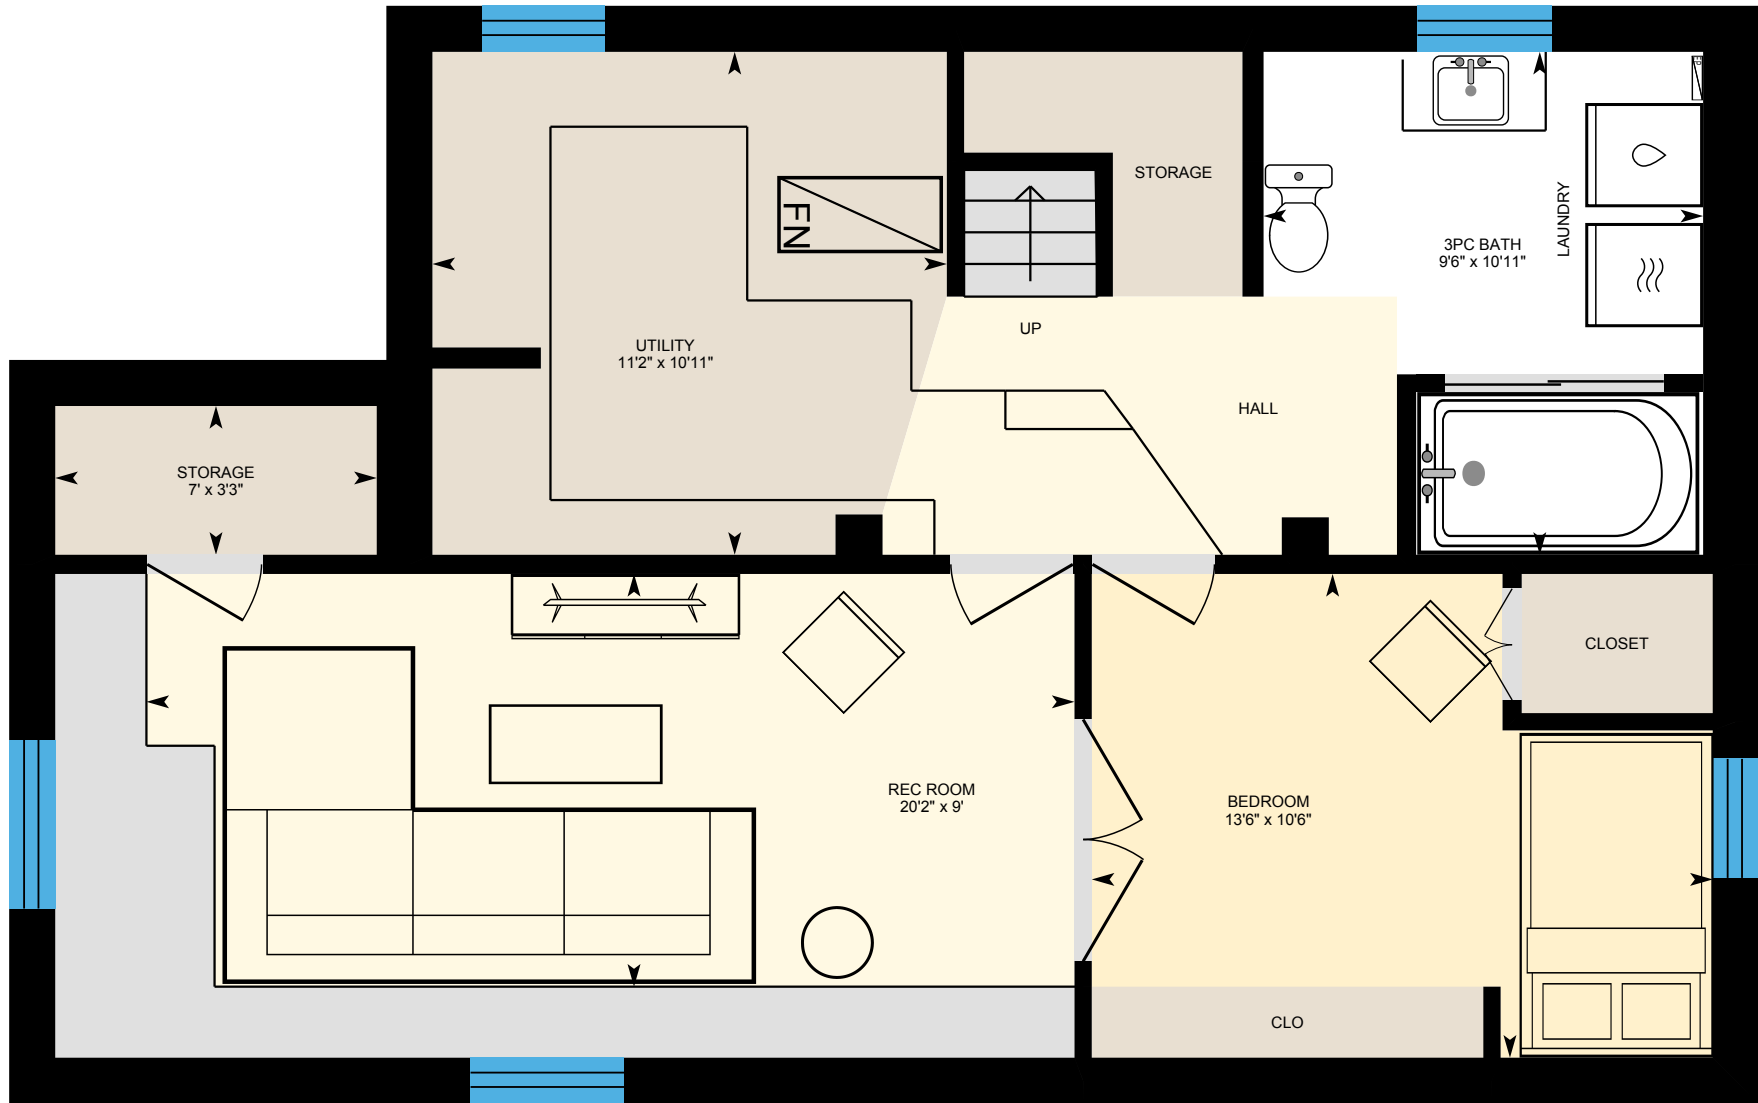 STORAGE
3PC BATH
9'6" x 10'11"
LAUNDRY
FN
UP
UTILITY
11'2" x 10'11"
HALL
STORAGE
7' x 3'3"
CLOSET
REC ROOM
20'2" x 9'
BEDROOM
13'6" x 10'6"
CLO